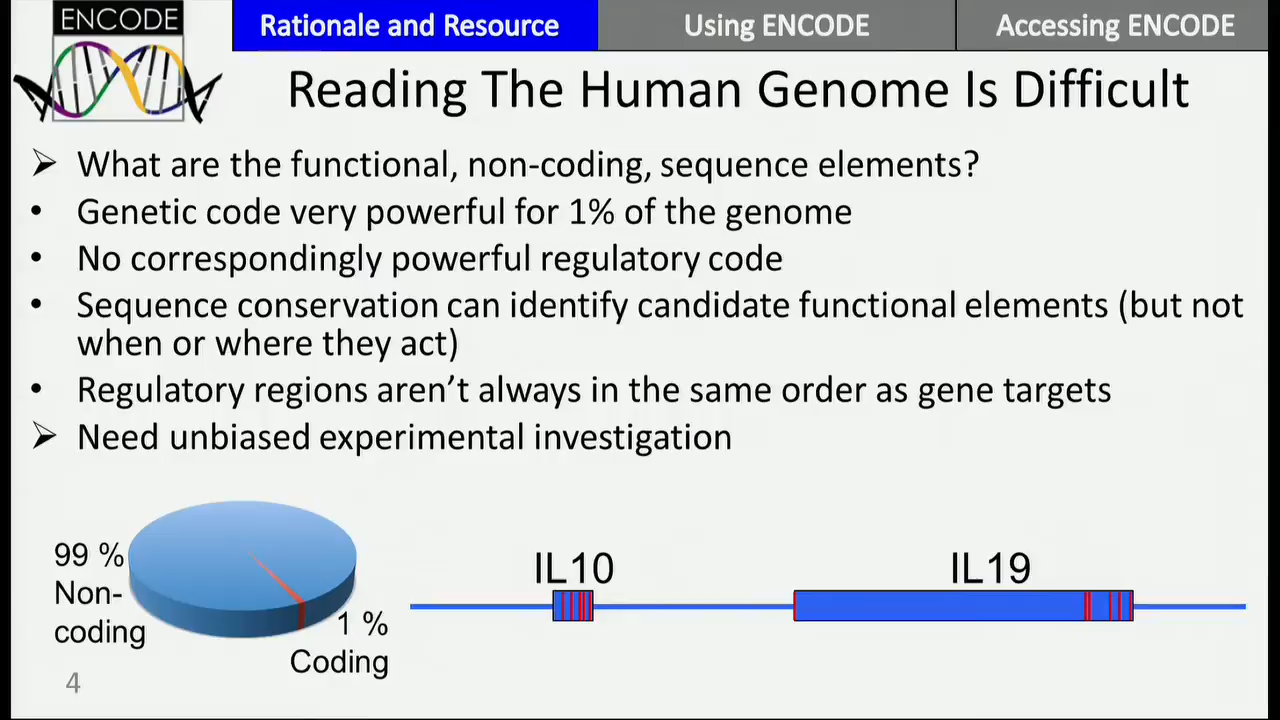 ENCODE
Rationale and Resource
Using ENCODE
Accessing ENCODE
Reading The Human Genome Is Difficult
➢ What are the functional, non-coding, sequence elements?
• Genetic code very powerful for 1% of the genome
• No correspondingly powerful regulatory code
• Sequence conservation can identify candidate functional elements (but not
when or where they act)
• Regulatory regions aren’t always in the same order as gene targets
➢ Need unbiased experimental investigation
99 %
Non-
coding
1 %
Coding
IL10
IL19
4